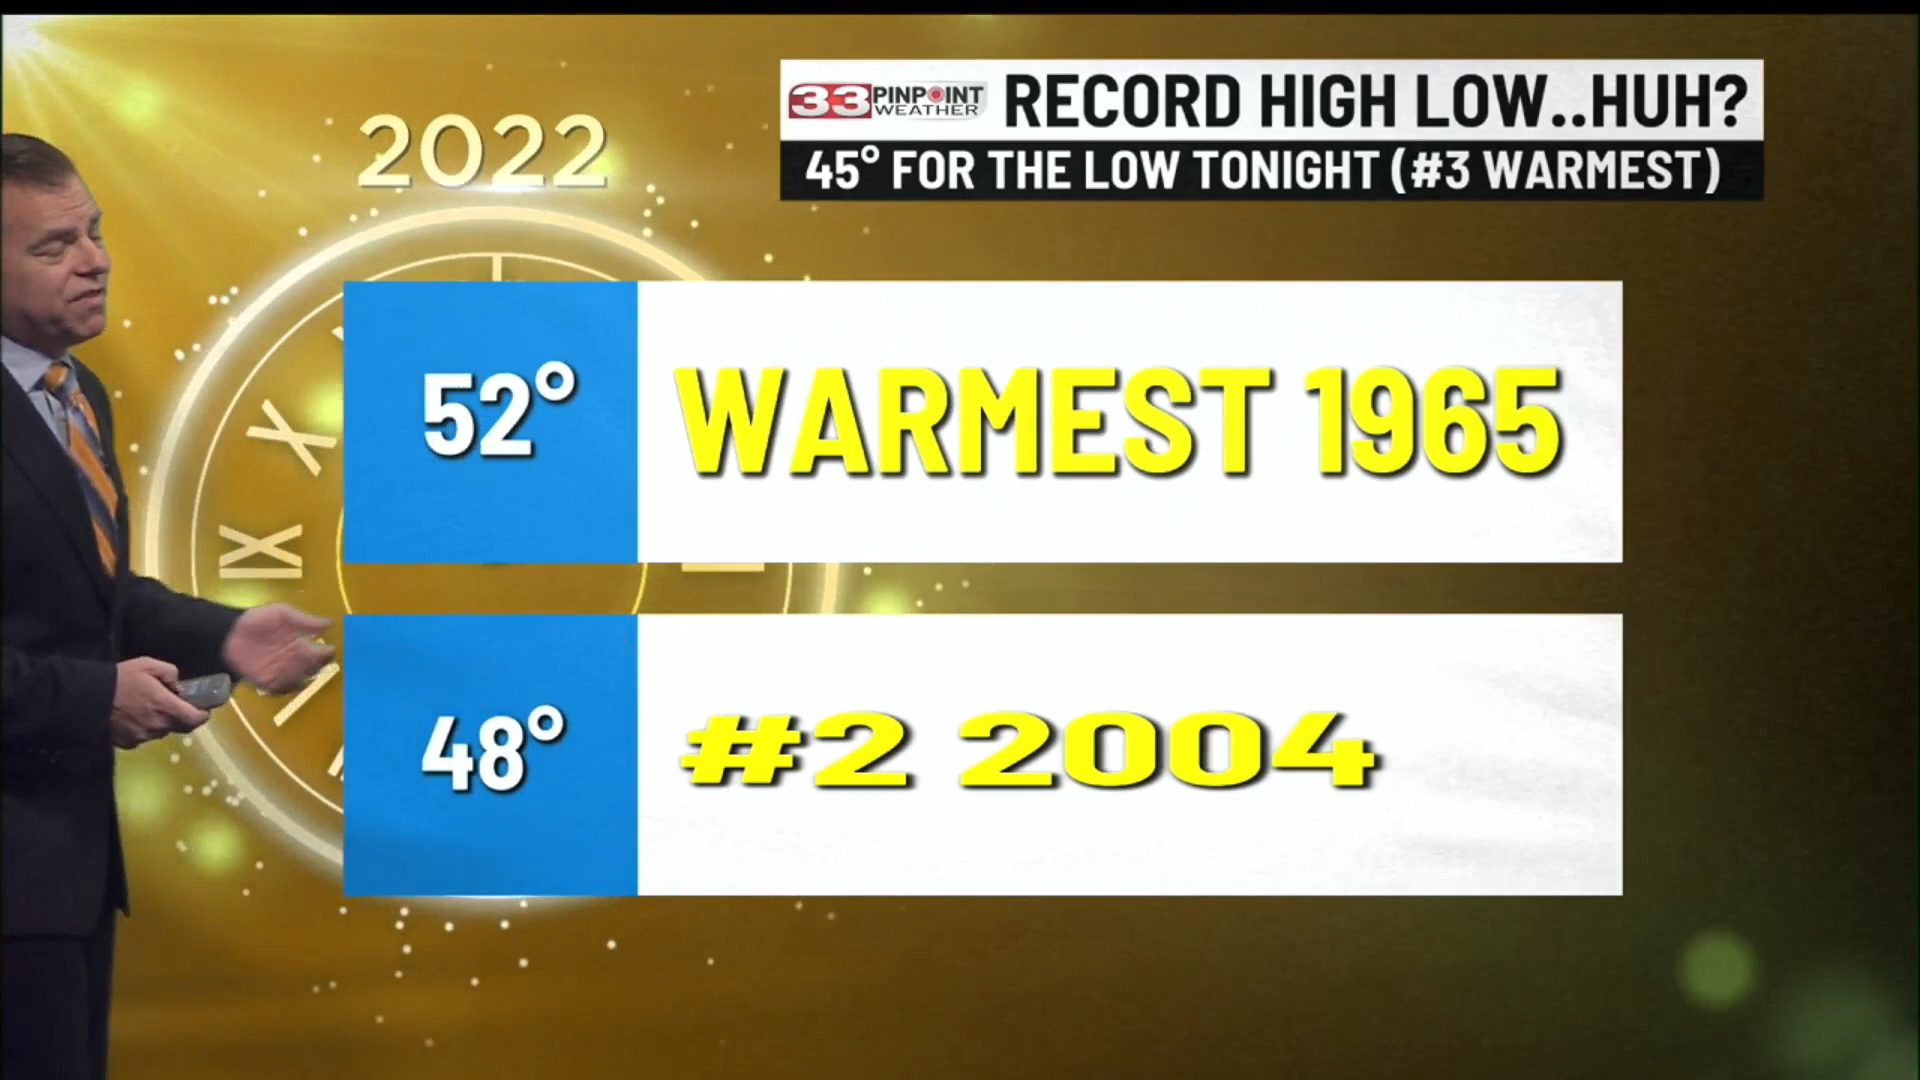 2022
33 PINPOINT WEATHER RECORD HIGH LOW..HUH?
45° FOR THE LOW TONIGHT (#3 WARMEST)
X
52° WARMEST 1965
IX
48° #2 2004